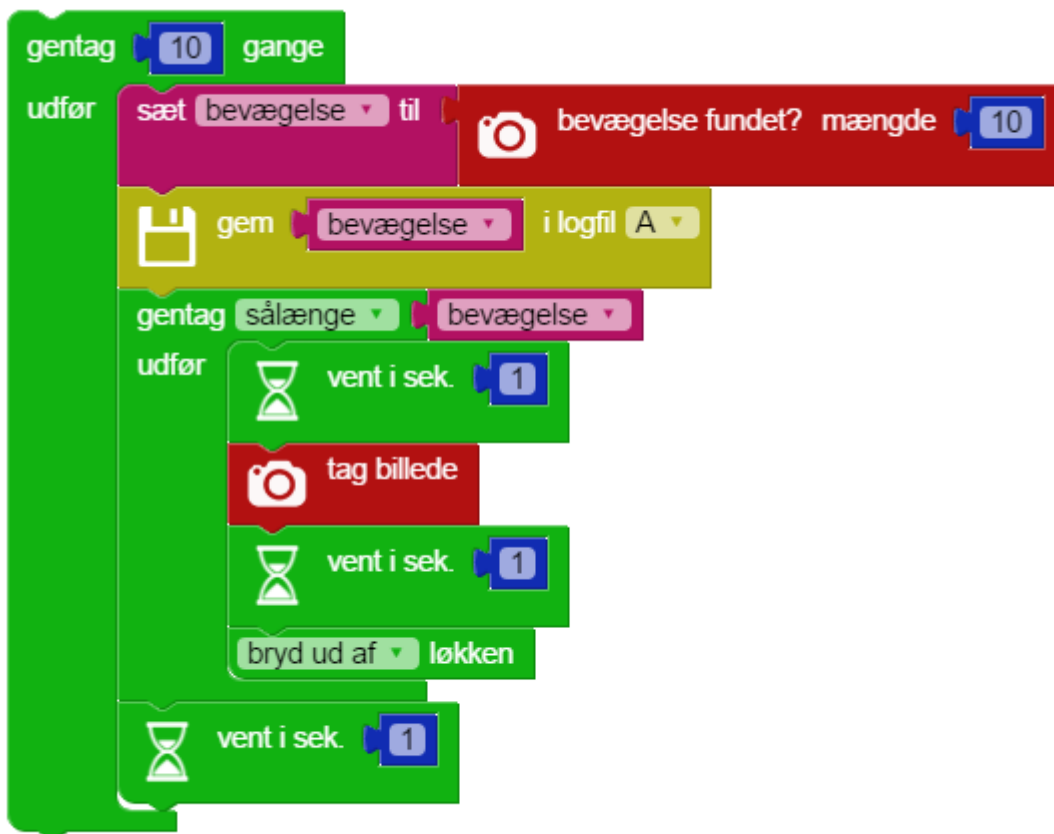 gentag 10 gange
udfør sæt bevægelse til bevægelse fundet? mængde 10
gem bevægelse i logfil A
gentag sålænge bevægelse
udfør vent i sek. 1
tag billede
vent i sek. 1
bryd ud af løkken
vent i sek. 1